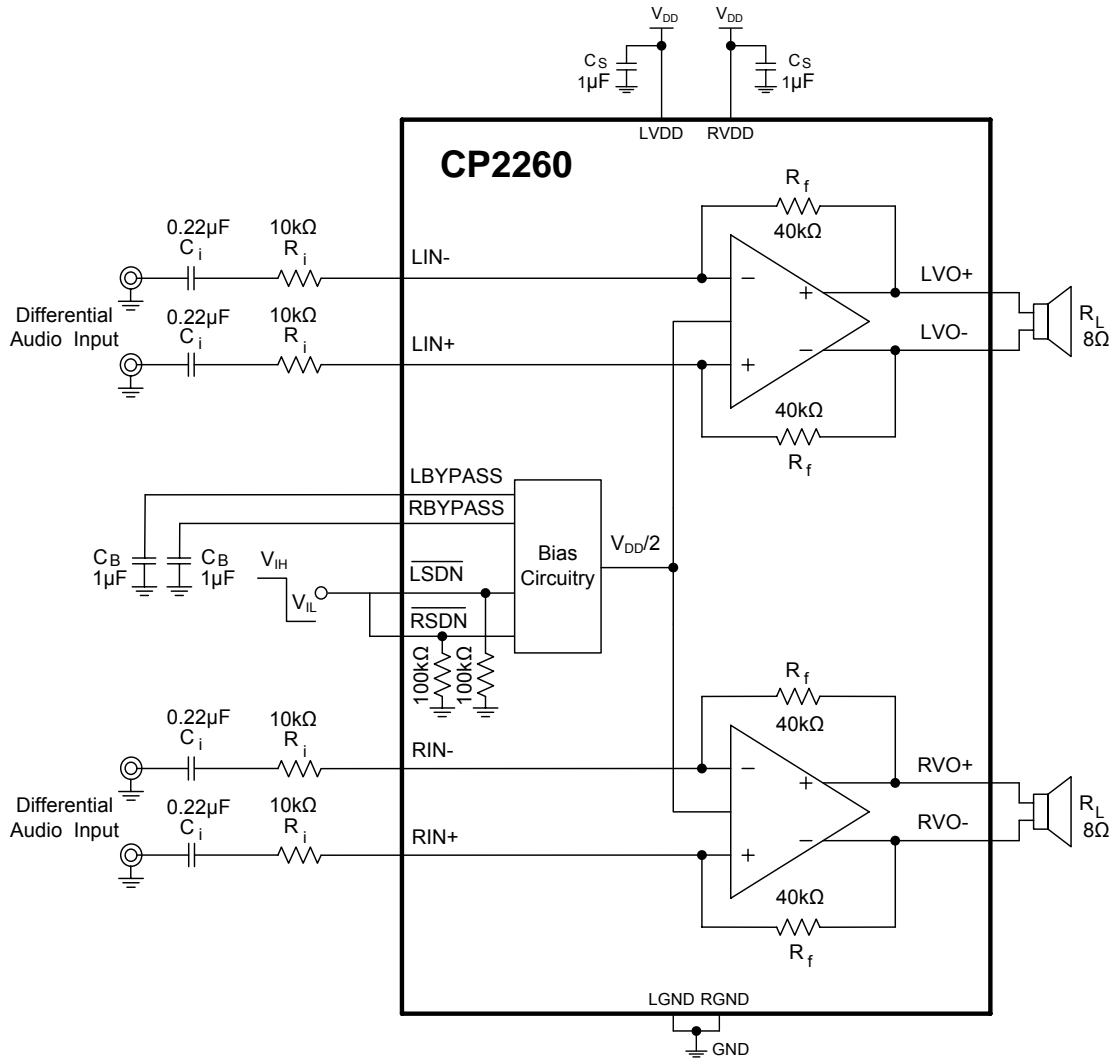 VDD
VDD
CS
1µF
CS
1µF
LVDD
RVDD
CP2260
Rf
40kΩ
0.22µF
Ci
10kΩ
Ri
LIN-
−
+
LVO+
Differential
Audio Input
0.22µF
Ci
10kΩ
Ri
LIN+
+
−
LVO-
RL
8Ω
40kΩ
Rf
LBYPASS
RBYPASS
CB
1µF
CB
1µF
VIH
VIL
LSDN
RSDN
Bias
Circuitry
VDD/2
100kΩ
100kΩ
Rf
40kΩ
0.22µF
Ci
10kΩ
Ri
RIN-
−
+
RVO+
Differential
Audio Input
0.22µF
Ci
10kΩ
Ri
RIN+
+
−
RVO-
RL
8Ω
40kΩ
Rf
LGND RGND
GND